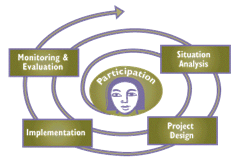 Participation
Monitoring &
Evaluation
Situation
Analysis
Implementation
Project
Design